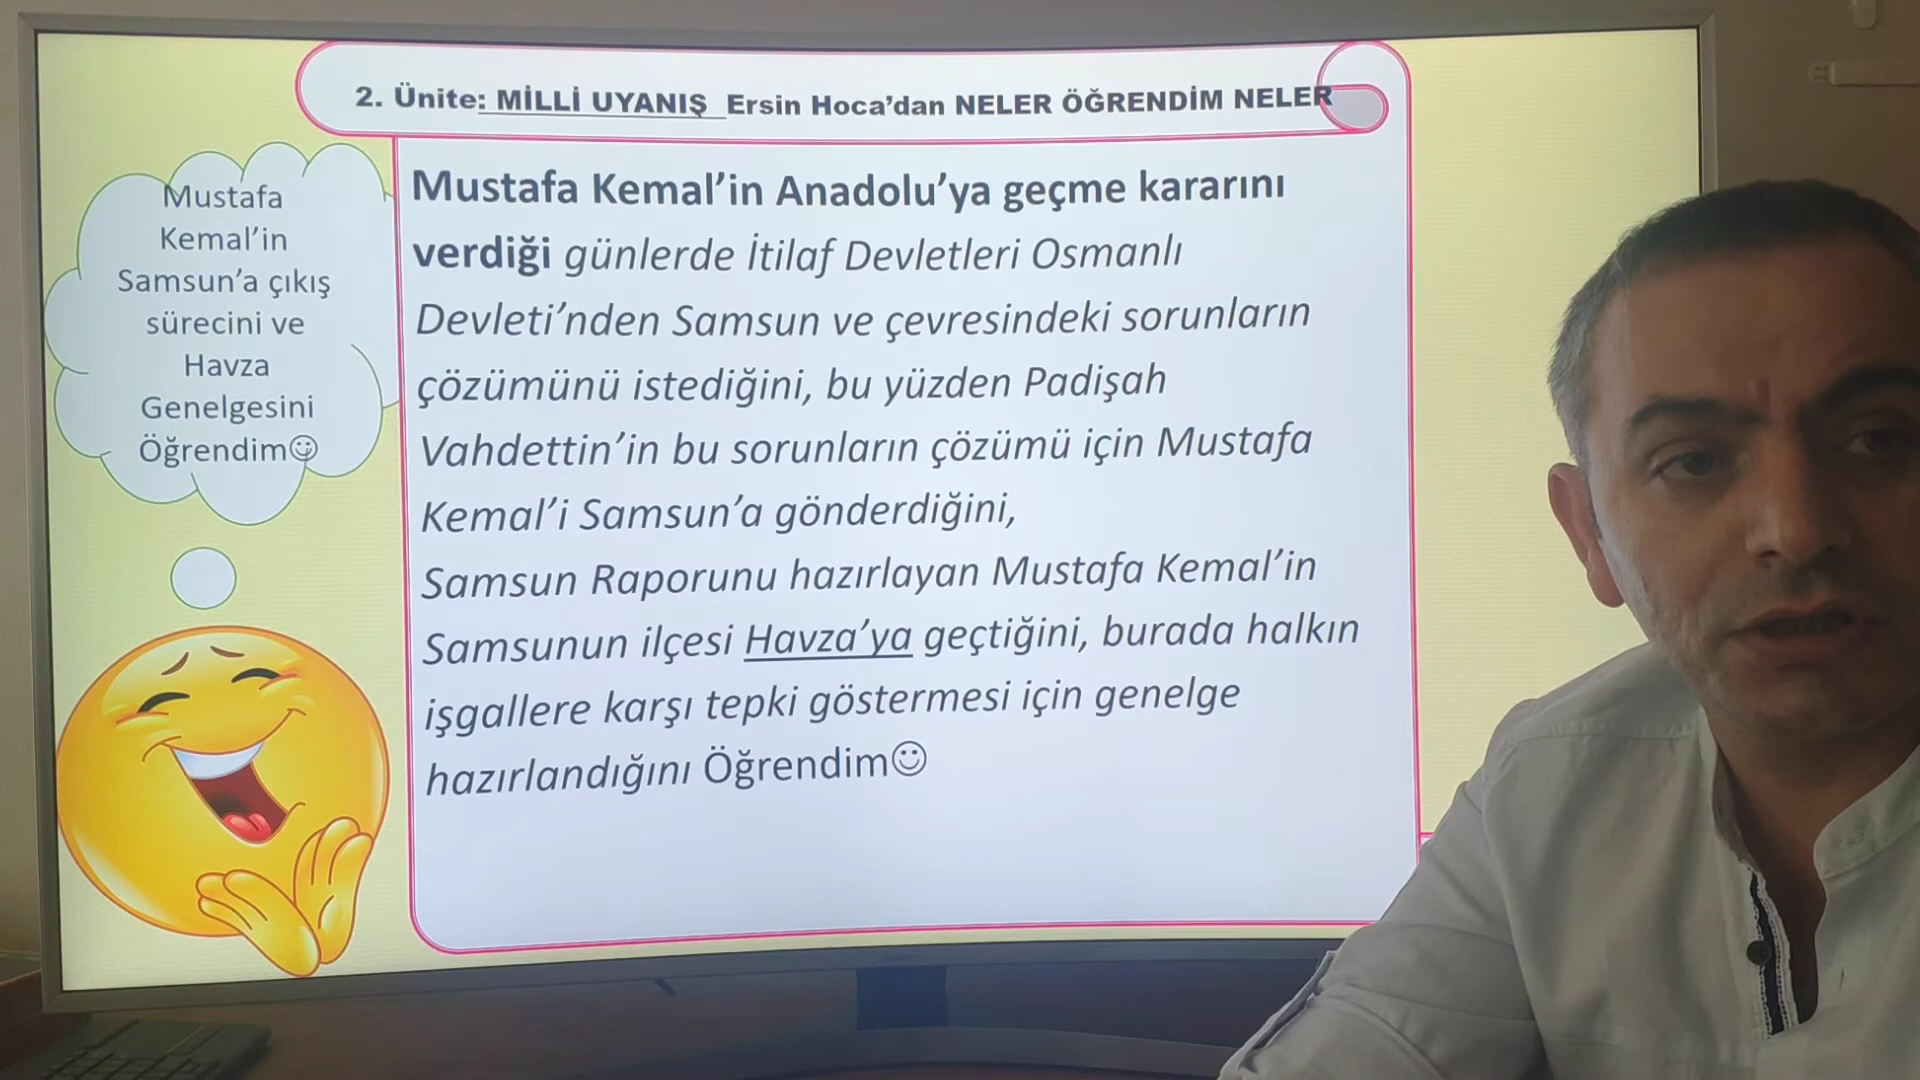 2. Ünite: MİLLİ UYANIŞ Ersin Hoca’dan NELER ÖĞRENDİM NELER
Mustafa
Kemal’in
Samsun’a çıkış
sürecini ve
Havza
Genelgesini
Öğrendim☺
Mustafa Kemal’in Anadolu’ya geçme kararını
verdiği günlerde İtilaf Devletleri Osmanlı
Devleti’nden Samsun ve çevresindeki sorunların
çözümünü istediğini, bu yüzden Padişah
Vahdettin’in bu sorunların çözümü için Mustafa
Kemal’i Samsun’a gönderdiğini,
Samsun Raporunu hazırlayan Mustafa Kemal’in
Samsunun ilçesi Havza’ya geçtiğini, burada halkın
işgallere karşı tepki göstermesi için genelge
hazırlandığını Öğrendim☺